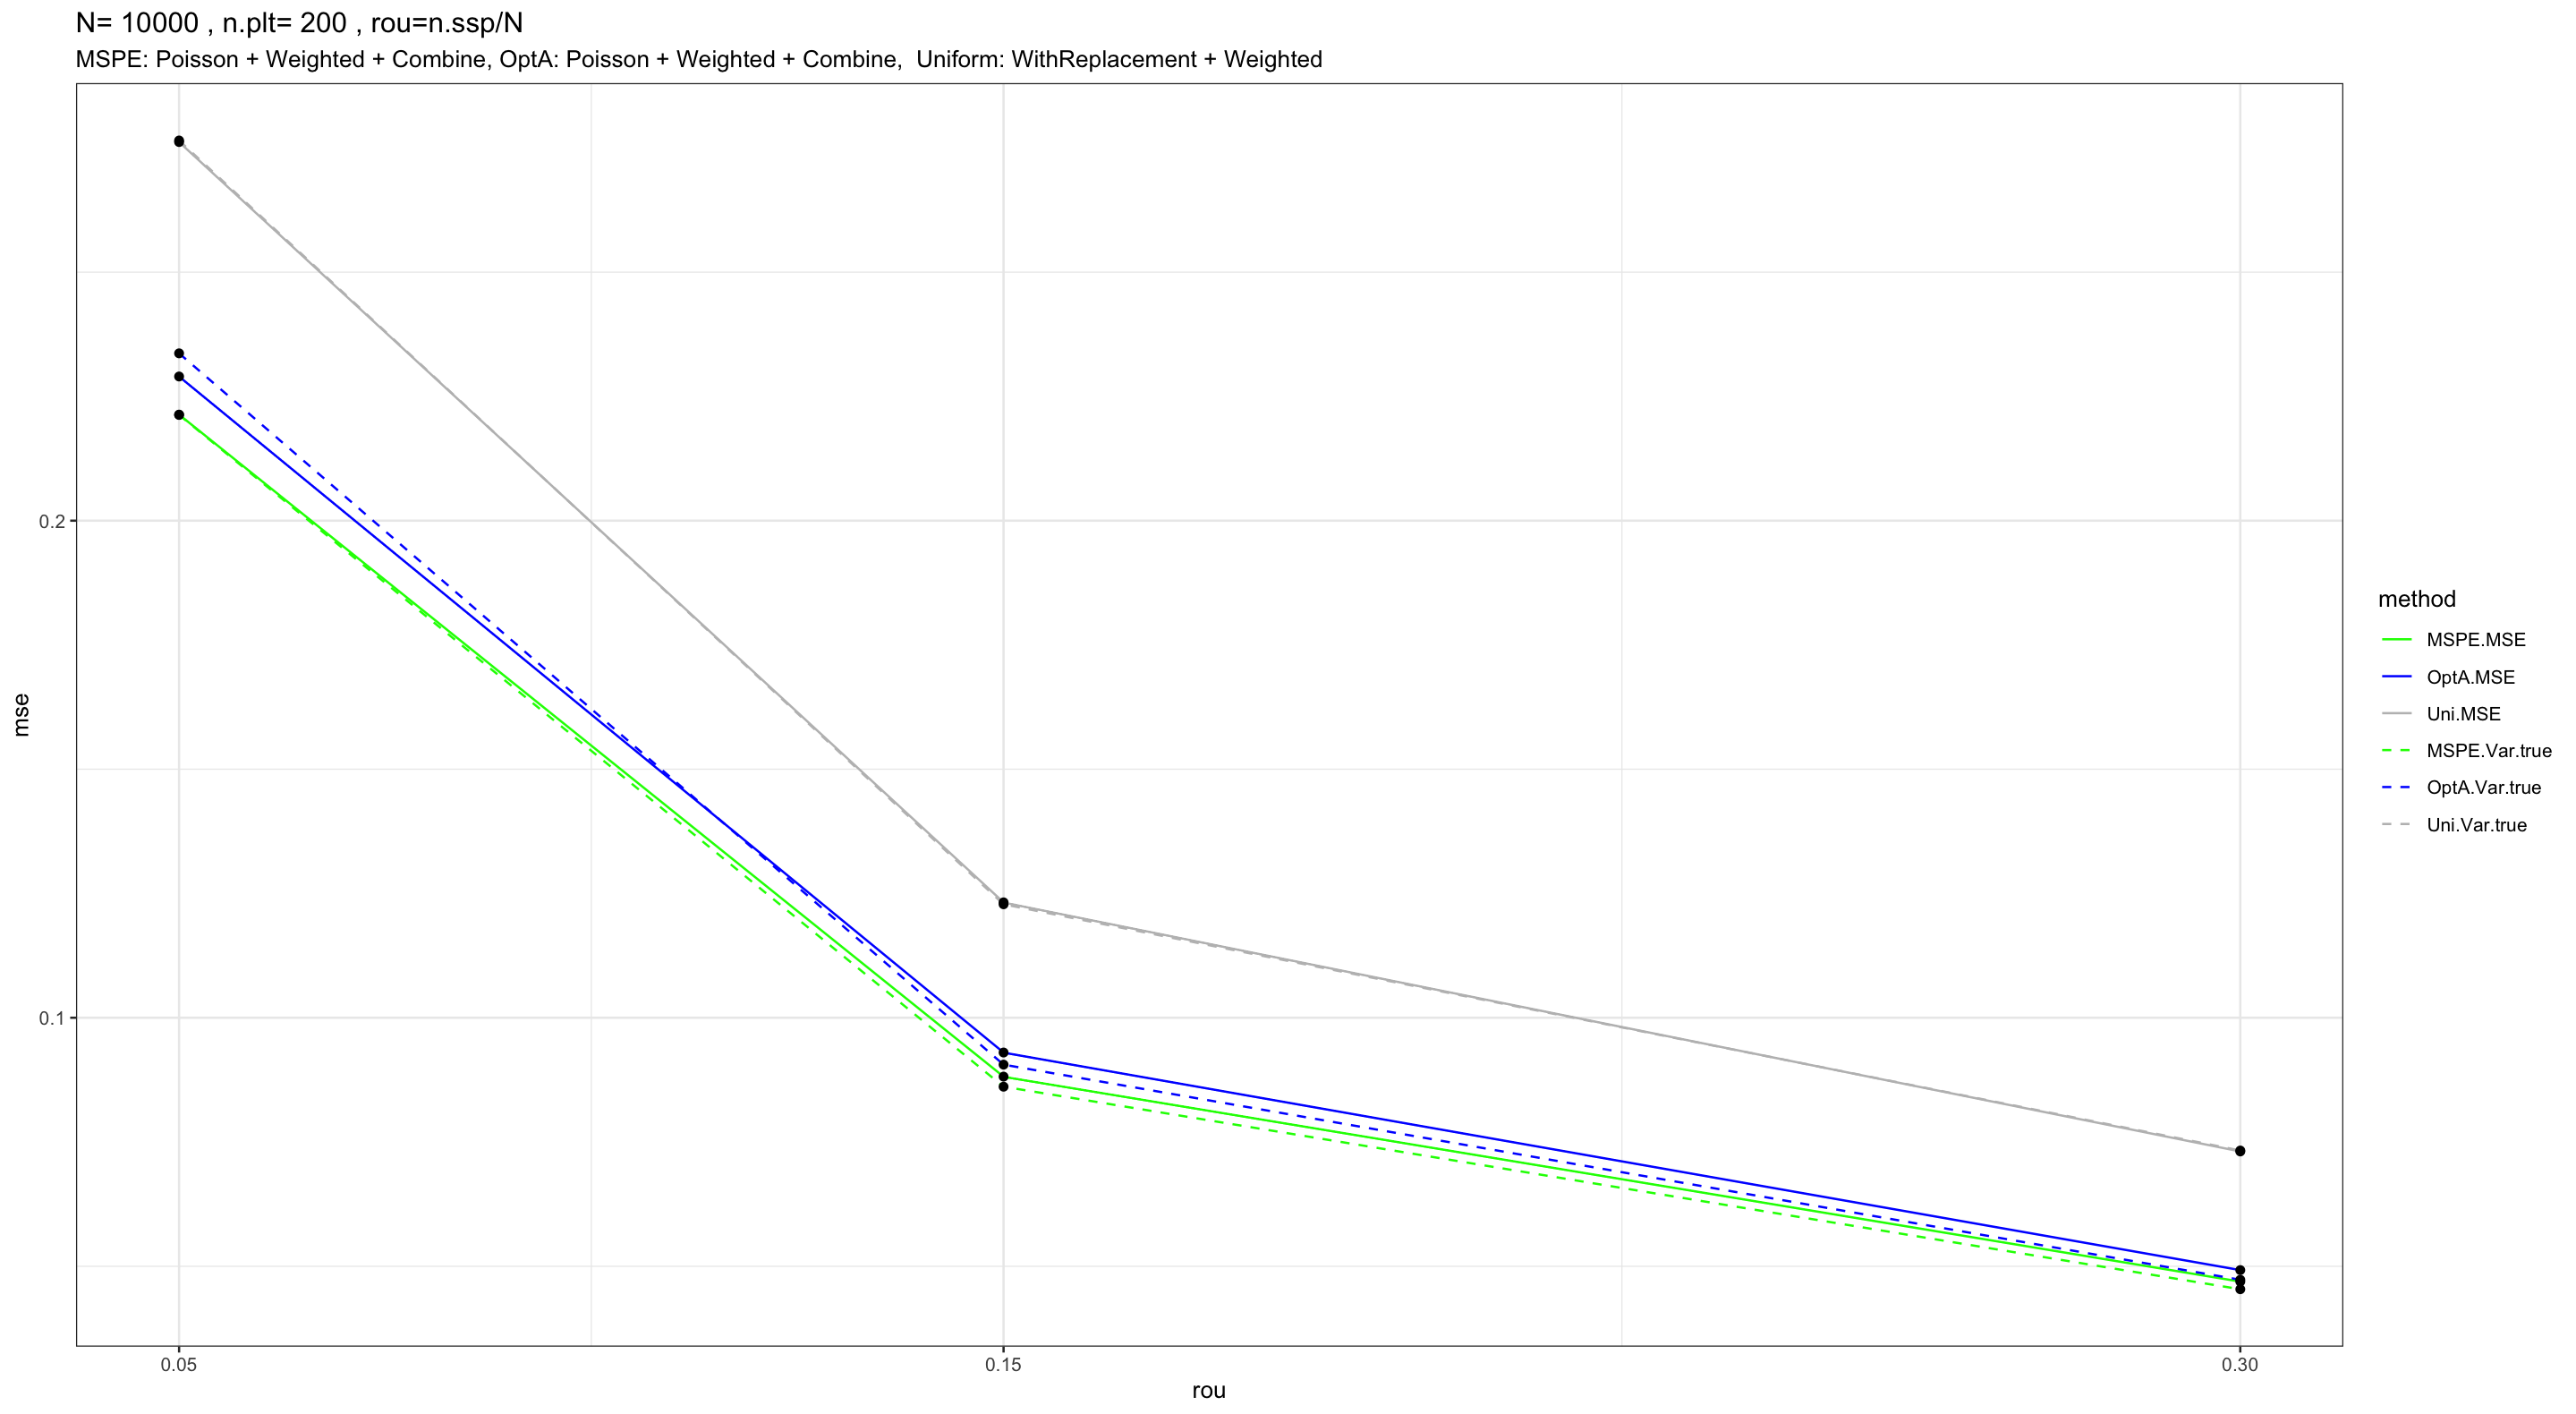 N= 10000 , n.plt= 200 , rou=n.ssp/N
MSPE: Poisson + Weighted + Combine, OptA: Poisson + Weighted + Combine,  Uniform: WithReplacement + Weighted
mse
0.2
0.1
0.05
0.15
0.30
rou
method
MSPE.MSE
OptA.MSE
Uni.MSE
MSPE.Var.true
OptA.Var.true
Uni.Var.true